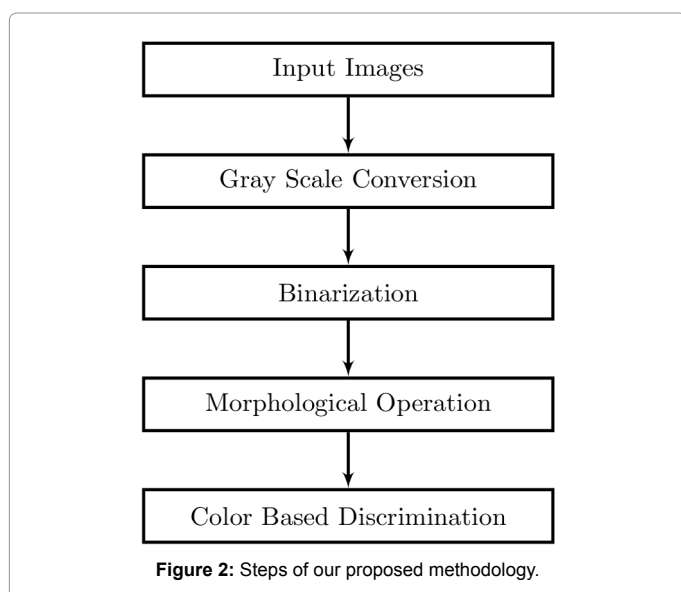 Input Images
Gray Scale Conversion
Binarization
Morphological Operation
Color Based Discrimination
Figure 2: Steps of our proposed methodology.